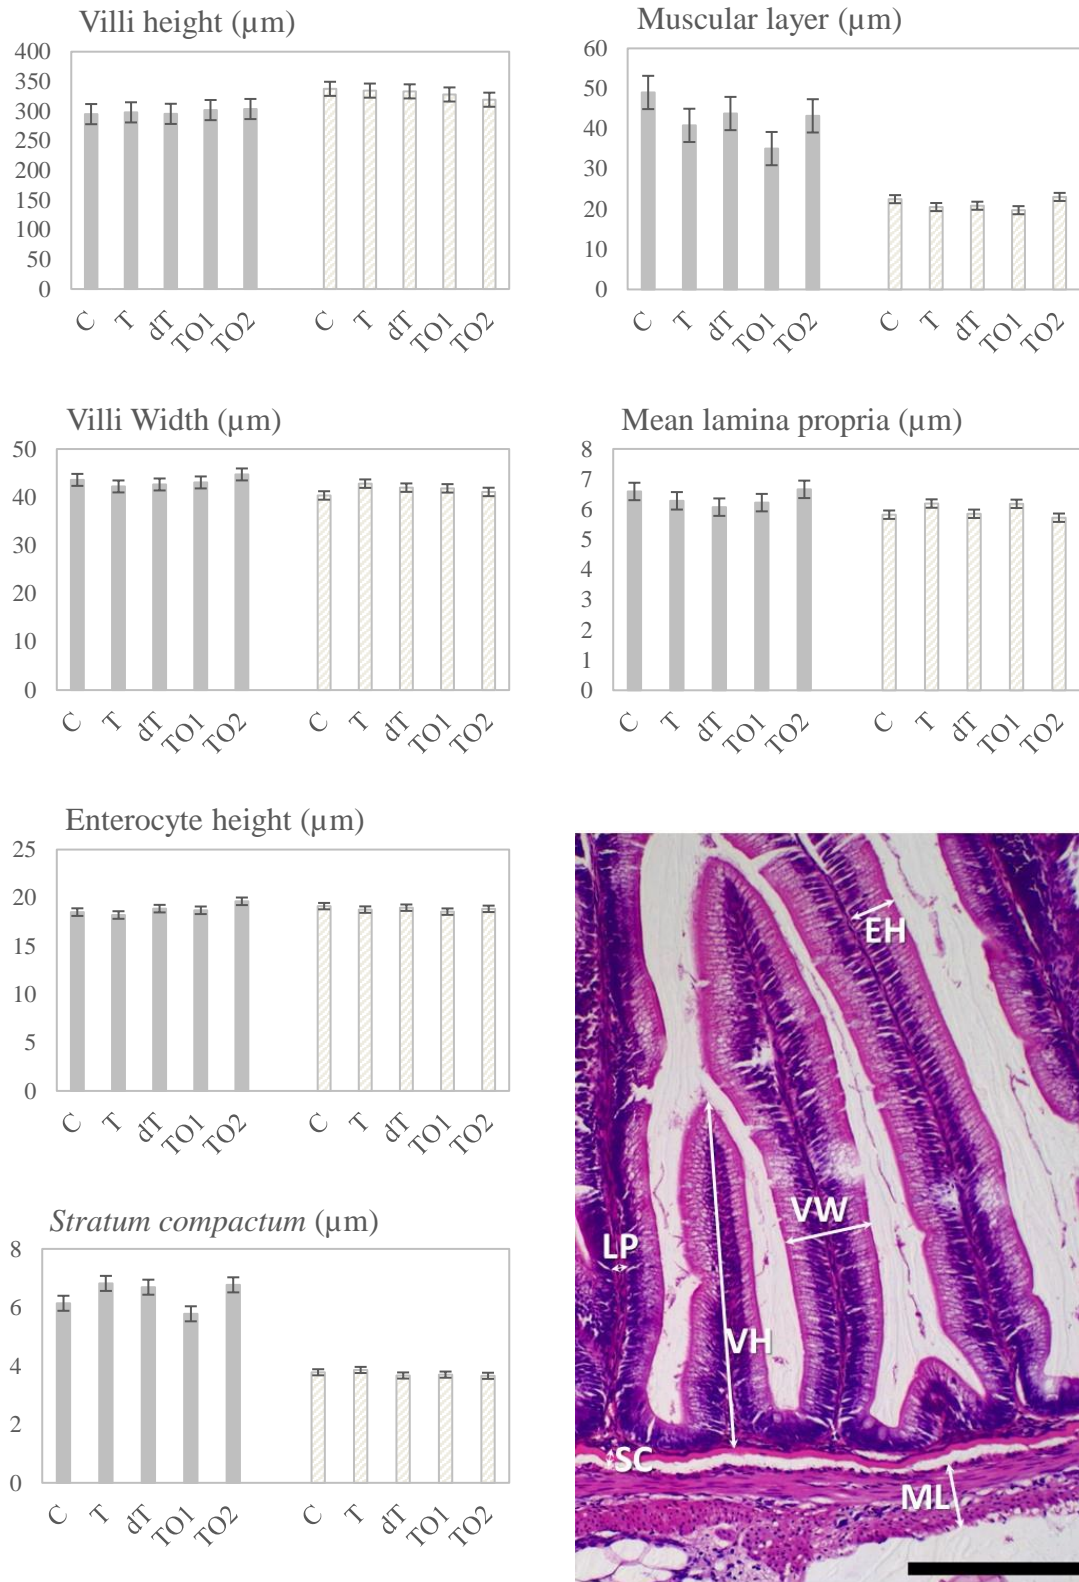 Villi height (µm)
400
350
300
250
200
150
100
50
0
C T dT TO1 TO2 C T dT TO1 TO2
Muscular layer (µm)
60
50
40
30
20
10
0
C T dT TO1 TO2 C T dT TO1 TO2
Villi Width (µm)
50
40
30
20
10
0
C T dT TO1 TO2 C T dT TO1 TO2
Mean lamina propria (µm)
8
7
6
5
4
3
2
1
0
C T dT TO1 TO2 C T dT TO1 TO2
Enterocyte height (µm)
25
20
15
10
5
0
C T dT TO1 TO2 C T dT TO1 TO2
Stratum compactum (µm)
8
6
4
2
0
C T dT TO1 TO2 C T dT TO1 TO2
EH
VW
LP
VH
SC
ML